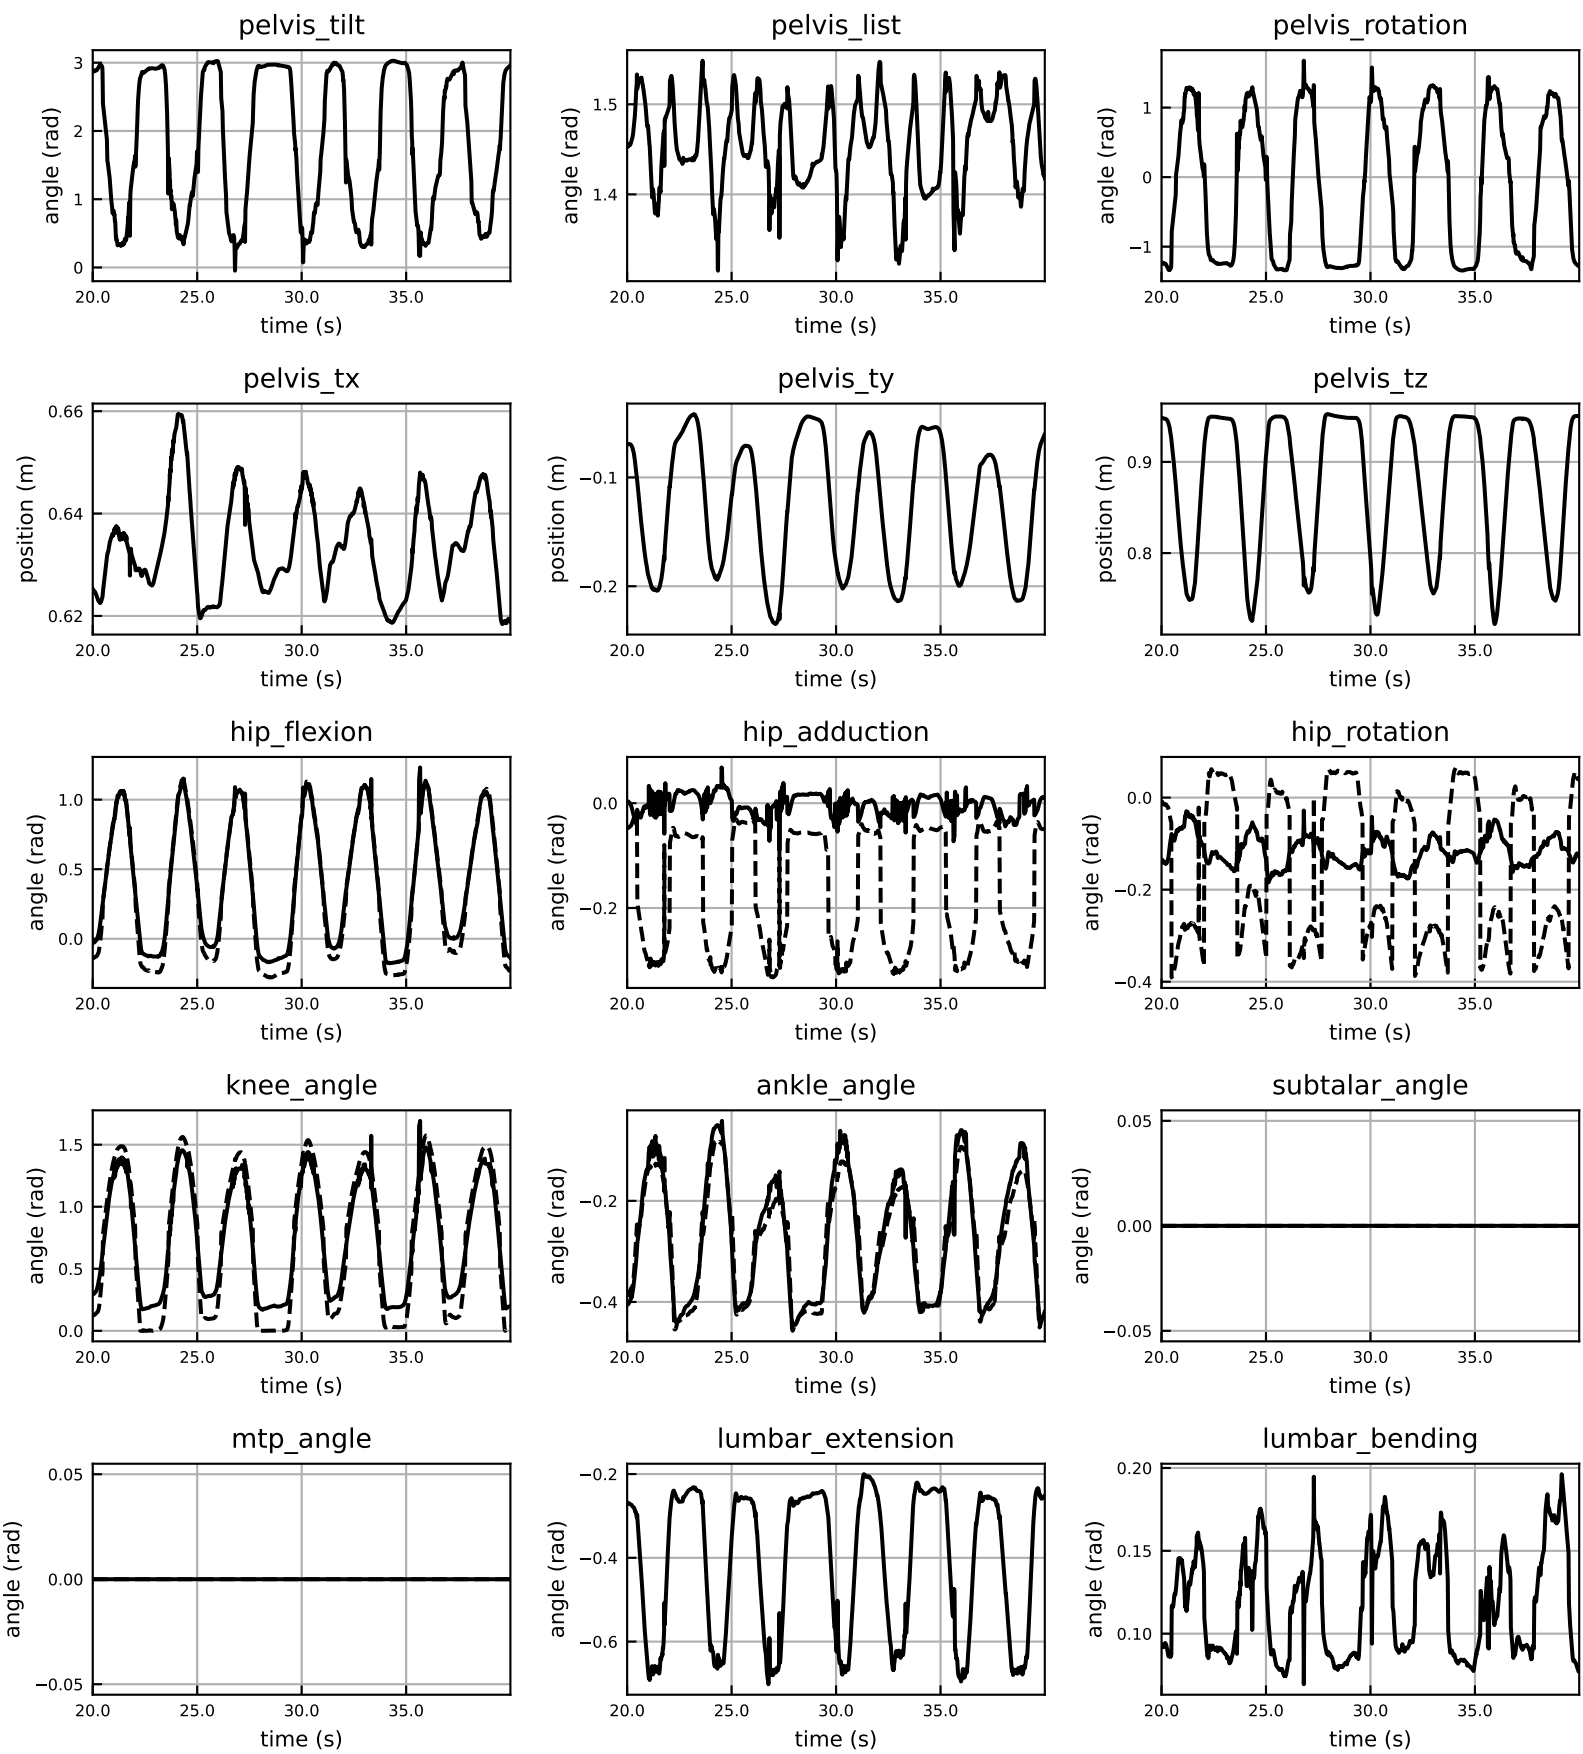 pelvis_tilt
angle (rad)
3
2
1
0
20.0 25.0 30.0 35.0
time (s)
pelvis_list
angle (rad)
1.5
1.4
20.0 25.0 30.0 35.0
time (s)
pelvis_rotation
angle (rad)
1
0
−1
20.0 25.0 30.0 35.0
time (s)
pelvis_tx
position (m)
0.66
0.64
0.62
20.0 25.0 30.0 35.0
time (s)
pelvis_ty
position (m)
−0.1
−0.2
20.0 25.0 30.0 35.0
time (s)
pelvis_tz
position (m)
0.9
0.8
20.0 25.0 30.0 35.0
time (s)
hip_flexion
angle (rad)
1.0
0.5
0.0
20.0 25.0 30.0 35.0
time (s)
hip_adduction
angle (rad)
0.0
−0.2
20.0 25.0 30.0 35.0
time (s)
hip_rotation
angle (rad)
0.0
−0.2
−0.4
20.0 25.0 30.0 35.0
time (s)
knee_angle
angle (rad)
1.5
1.0
0.5
0.0
20.0 25.0 30.0 35.0
time (s)
ankle_angle
angle (rad)
−0.2
−0.4
20.0 25.0 30.0 35.0
time (s)
subtalar_angle
angle (rad)
0.05
0.00
−0.05
20.0 25.0 30.0 35.0
time (s)
mtp_angle
angle (rad)
0.05
0.00
−0.05
20.0 25.0 30.0 35.0
time (s)
lumbar_extension
angle (rad)
−0.2
−0.4
−0.6
20.0 25.0 30.0 35.0
time (s)
lumbar_bending
angle (rad)
0.20
0.15
0.10
20.0 25.0 30.0 35.0
time (s)